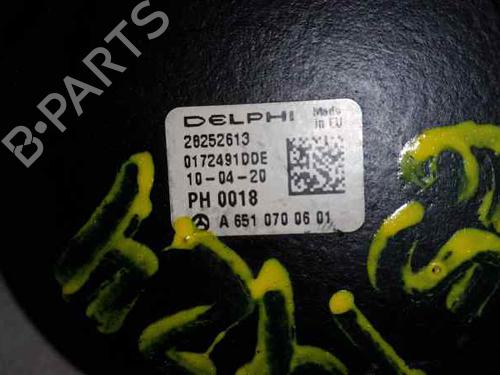 B-PARTS
DELPHI
Made
in EU
28252613
0172491DDE
10-04-20
PH 0018
A 651 070 06 01